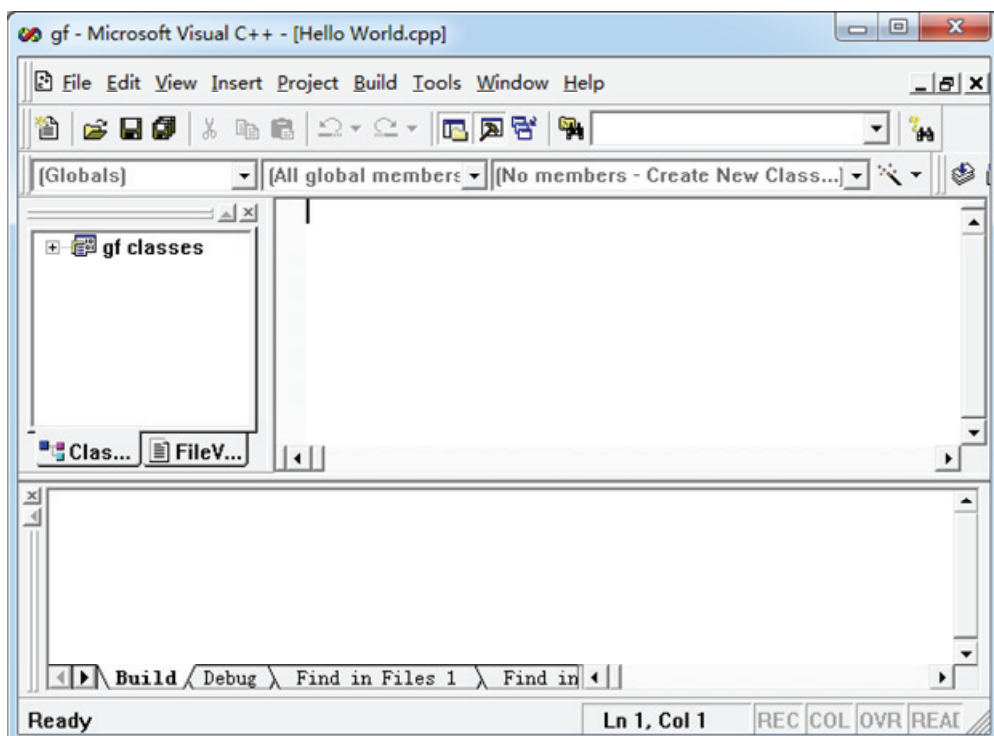 gf - Microsoft Visual C++ - [Hello World.cpp]
File Edit View Insert Project Build Tools Window Help
(Globals) (All global members (No members - Create New Class...)
gf classes
Clas... FileV...
Build Debug Find in Files 1 Find in
Ready Ln 1, Col 1 REC COL OVR READ